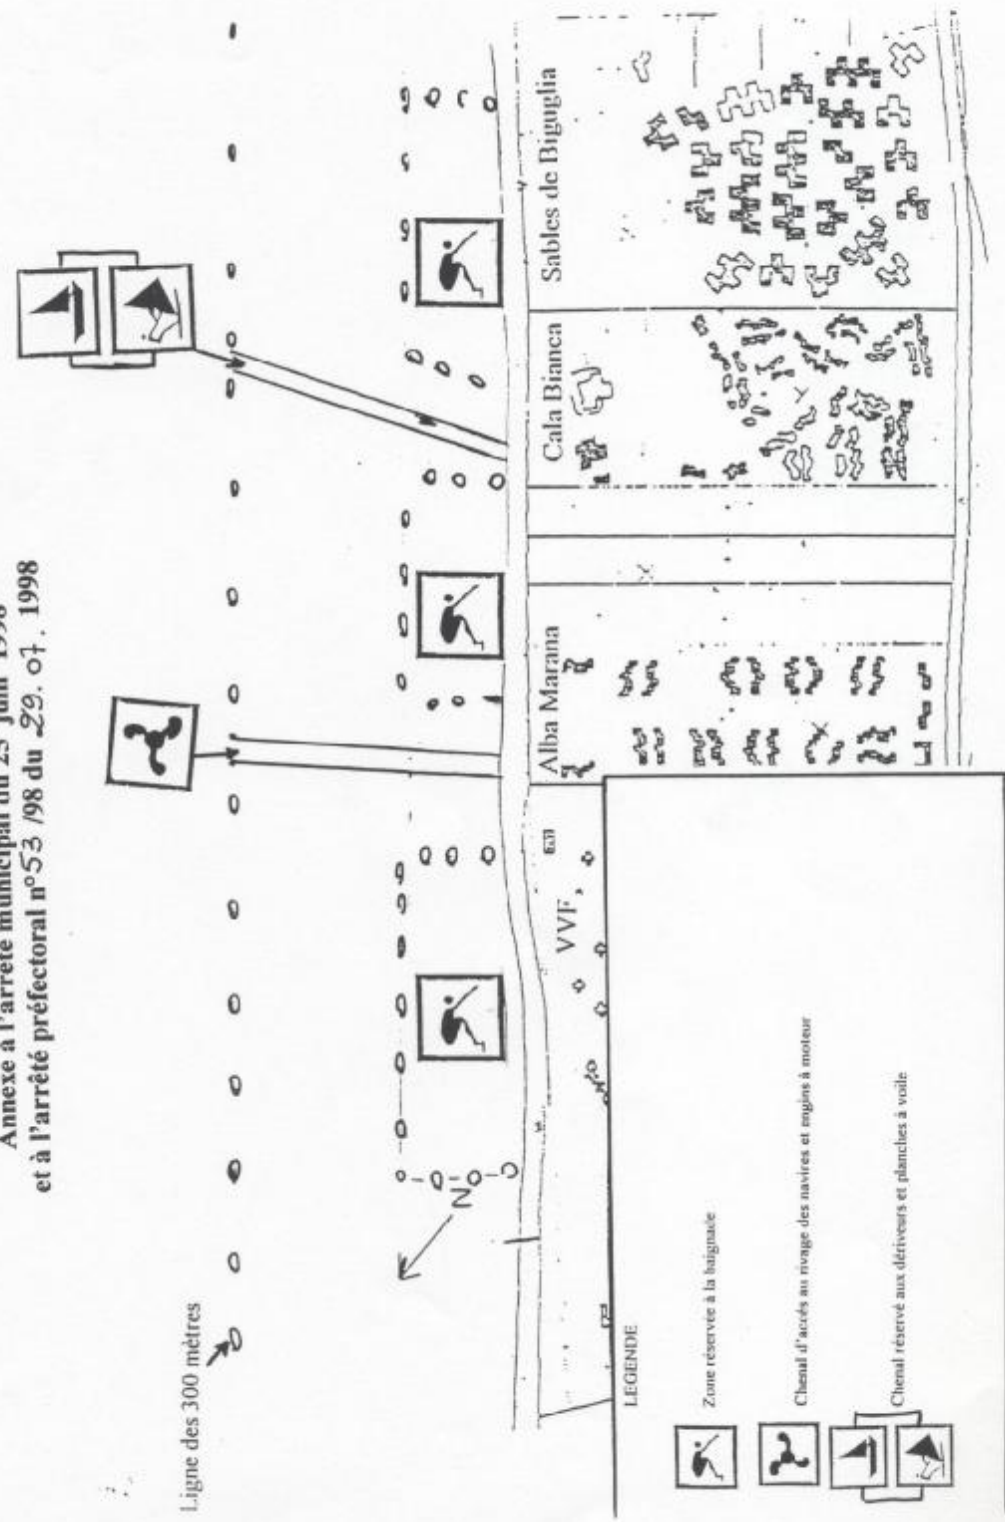 Annexe à l'arrêté municipal du 25 juin 1998
et à l'arrêté préfectoral n°53 /98 du 29. 07. 1998
Ligne des 300 mètres
N
VVF,
Alba Marana
Cala Bianca
Sables de Biguglia
LEGENDE
Zone réservée à la baignade
Chenal d'accés au rivage des navires et engins à moteur
Chenal réservé aux dériveurs et planches à voile